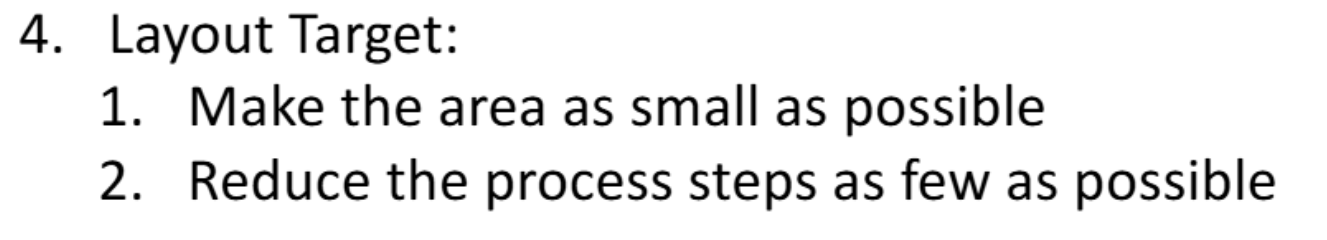 4. Layout Target:
1. Make the area as small as possible
2. Reduce the process steps as few as possible